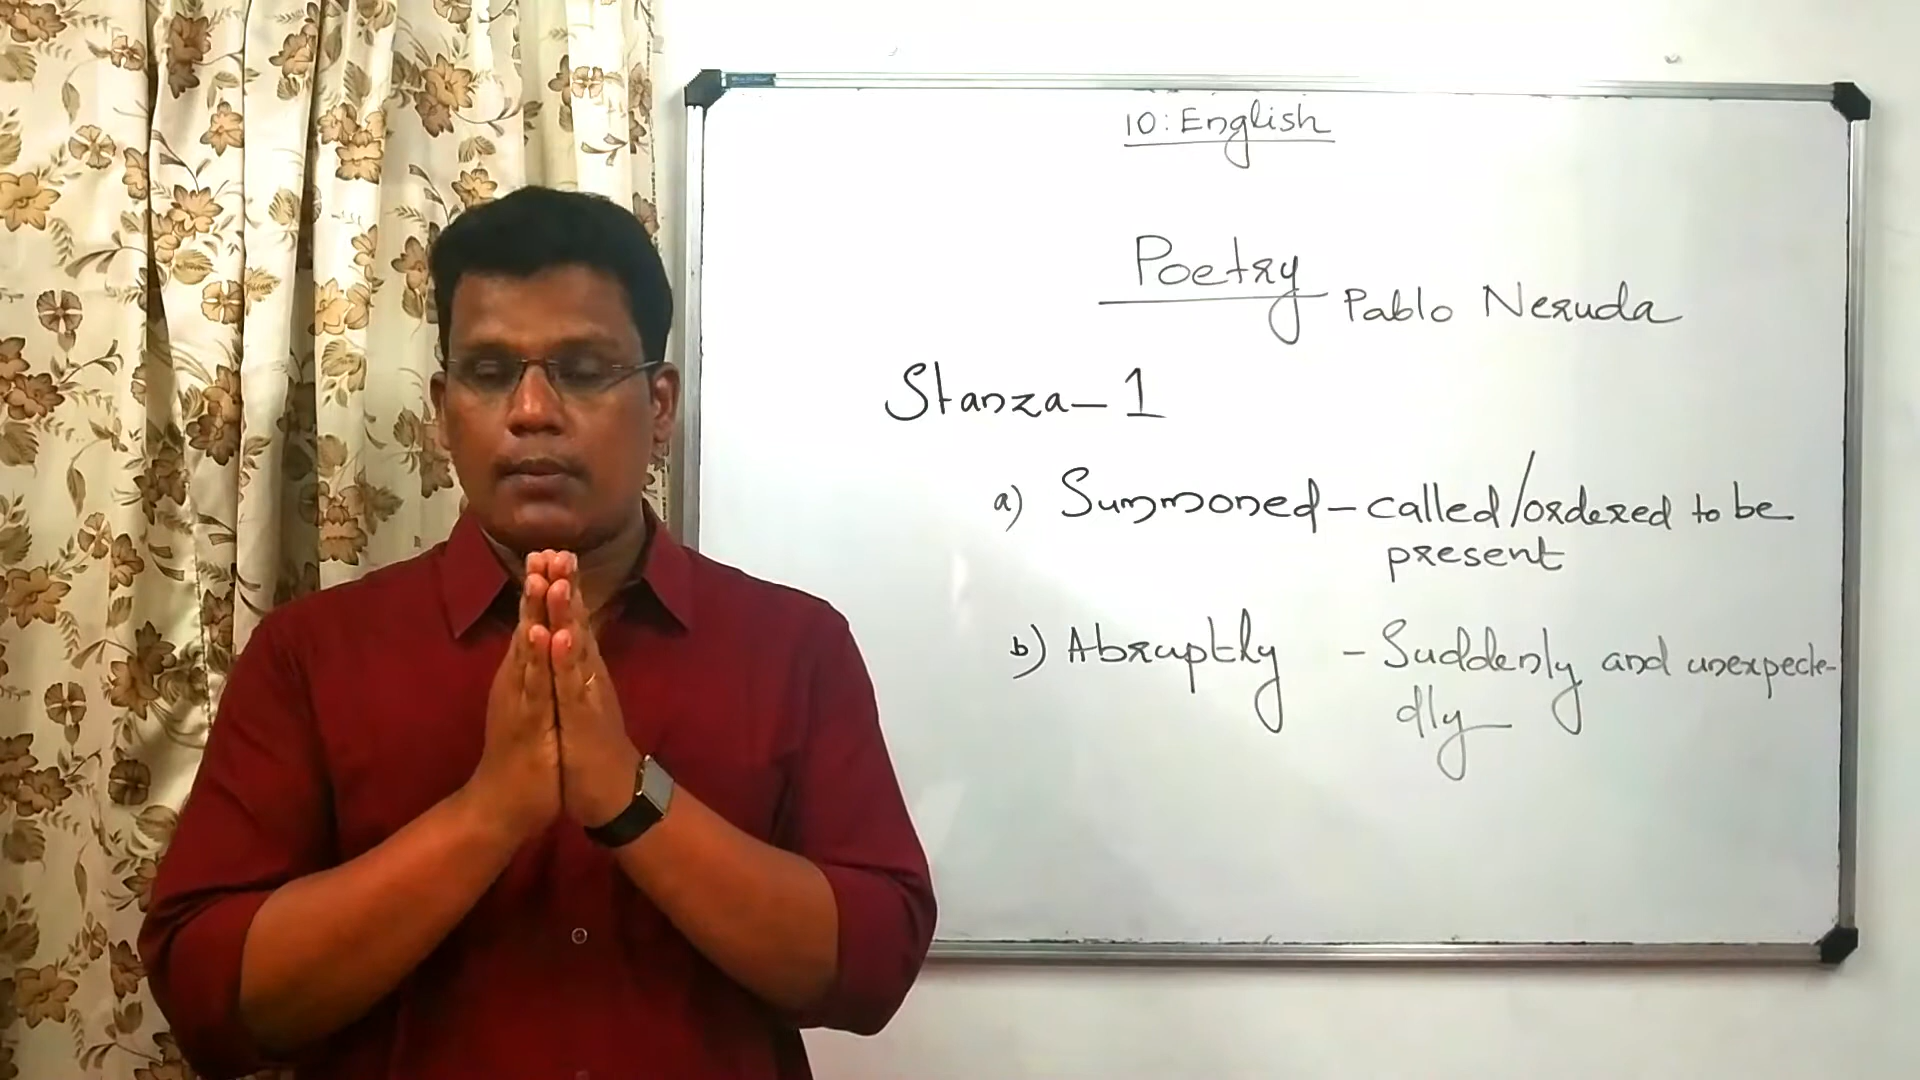 10: English
Poetry
Pablo Neruda
Stanza - 1
a) Summoned - called/ordered to be
present
b) Abruptly - Suddenly and unexpecte-
dly